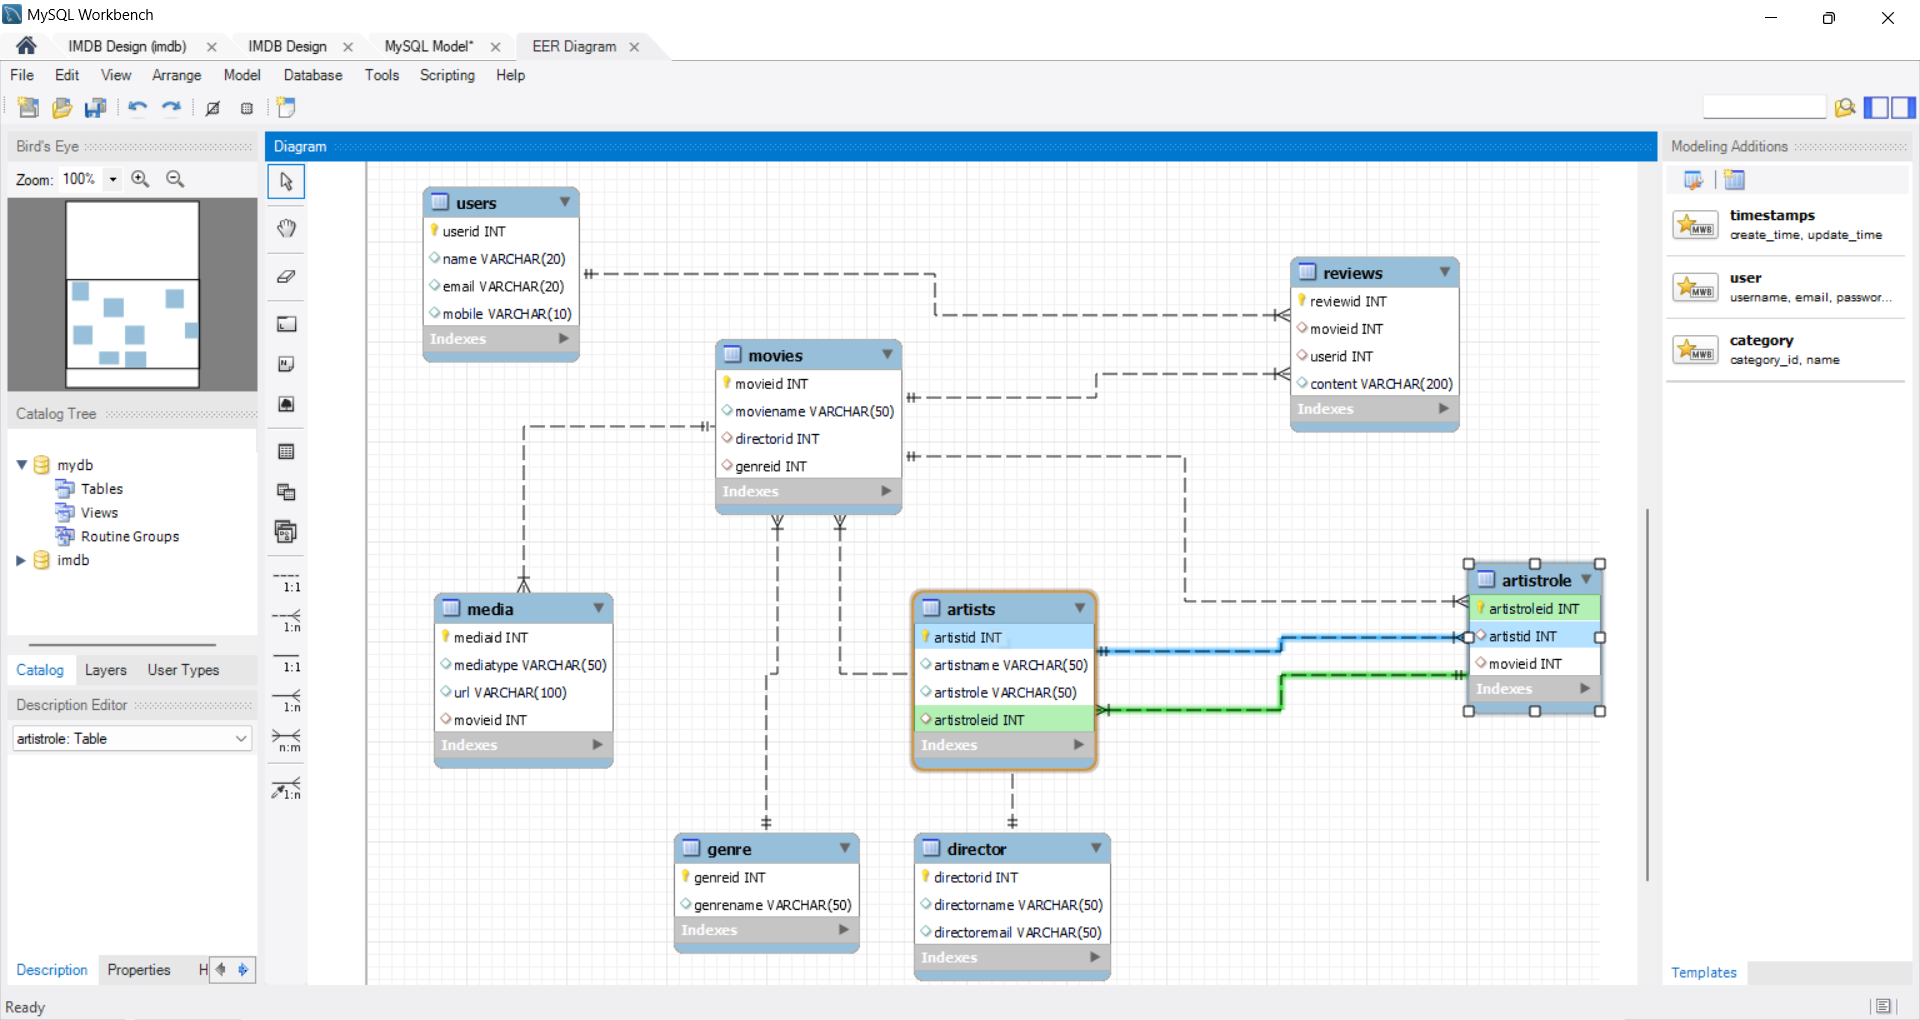 MySQL Workbench
IMDB Design (imdb)
IMDB Design
MySQL Model*
EER Diagram
File Edit View Arrange Model Database Tools Scripting Help
Bird's Eye
Zoom: 100%
Catalog Tree
mydb
Tables
Views
Routine Groups
imdb
Catalog Layers User Types
Description Editor
artistrole: Table
Description Properties H
Ready
Diagram
1:1
1:n
1:1
1:n
n:m
1:n
users
userid INT
name VARCHAR(20)
email VARCHAR(20)
mobile VARCHAR(10)
Indexes
movies
movieid INT
moviename VARCHAR(50)
directorid INT
genreid INT
Indexes
reviews
reviewid INT
movieid INT
userid INT
content VARCHAR(200)
Indexes
media
mediaid INT
mediatype VARCHAR(50)
url VARCHAR(100)
movieid INT
Indexes
artists
artistid INT
artistname VARCHAR(50)
artistrole VARCHAR(50)
artistroleid INT
Indexes
artistrole
artistroleid INT
artistid INT
movieid INT
Indexes
genre
genreid INT
genrename VARCHAR(50)
Indexes
director
directorid INT
directorname VARCHAR(50)
directoremail VARCHAR(50)
Indexes
Modeling Additions
MWB
timestamps
create_time, update_time
MWB
user
username, email, passwor...
MWB
category
category_id, name
Templates